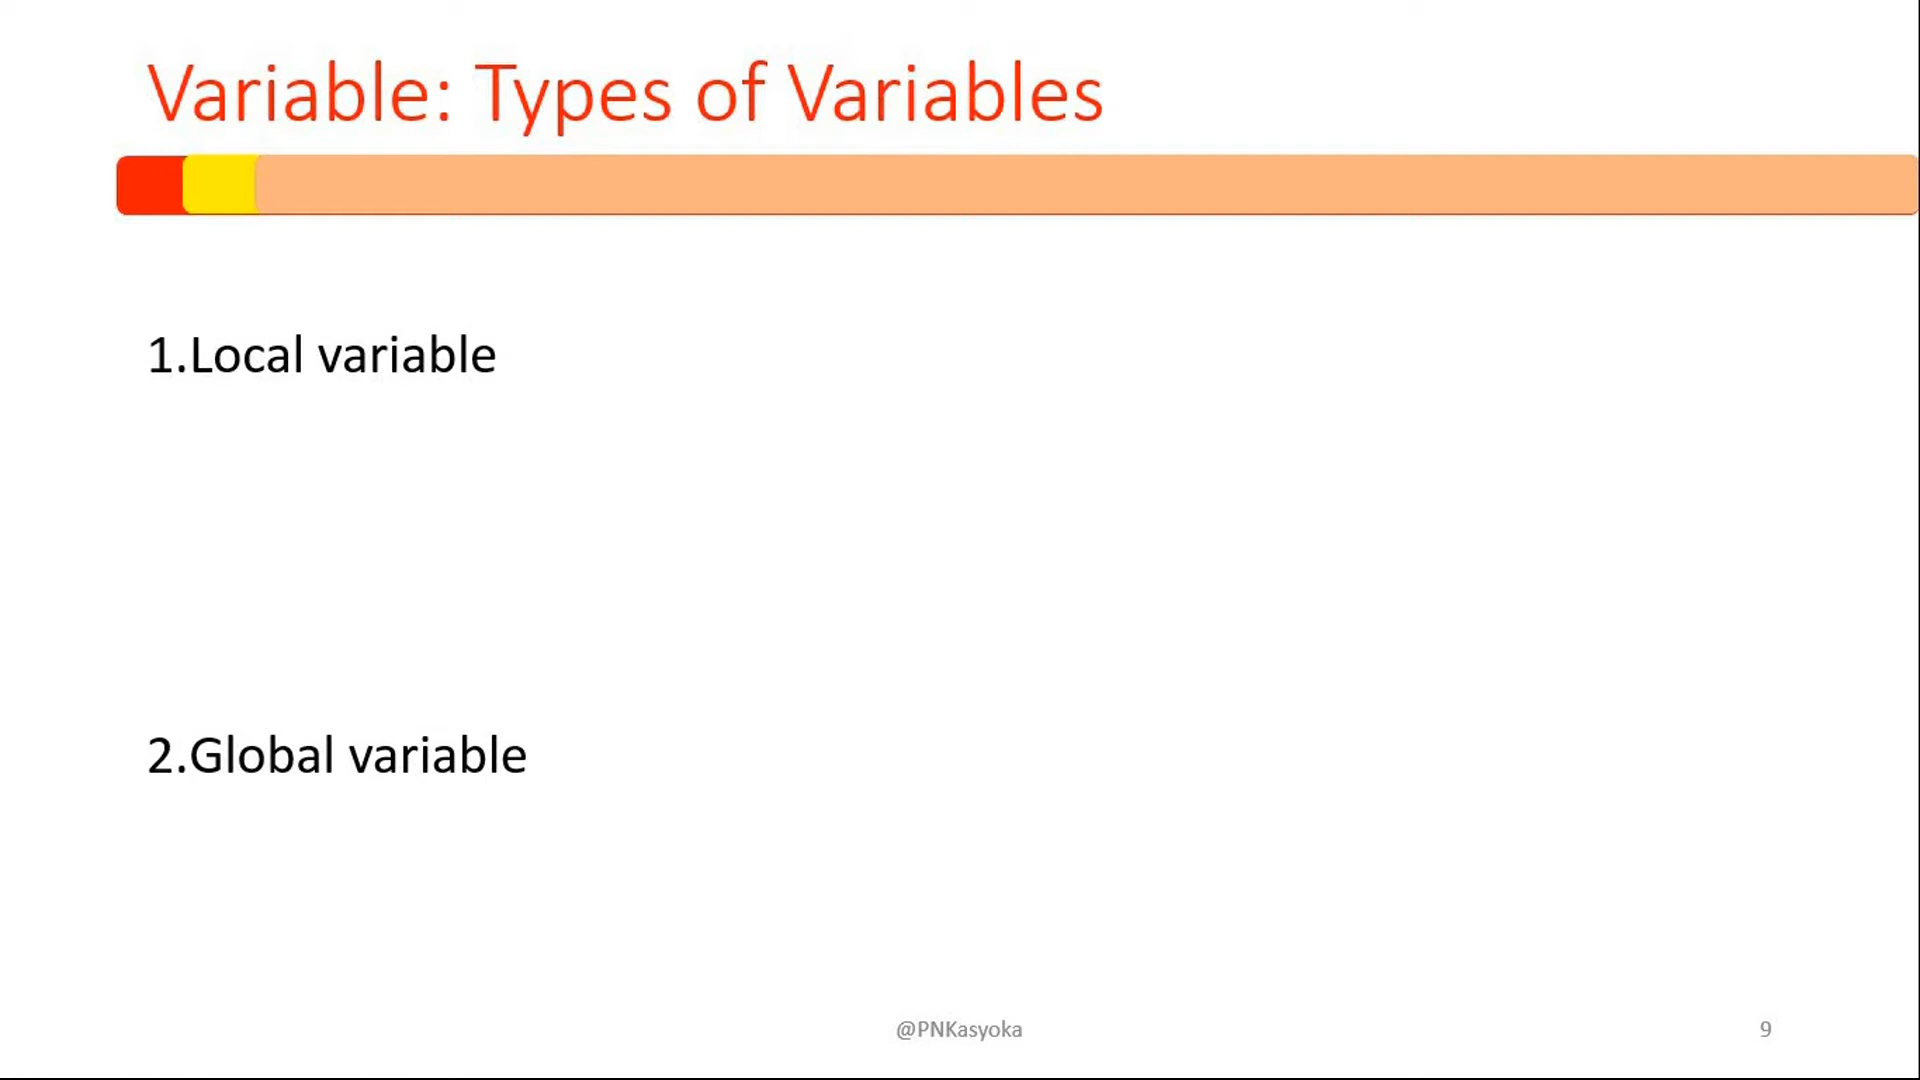 Variable: Types of Variables
1.Local variable
2.Global variable
@PNKasyoka
9